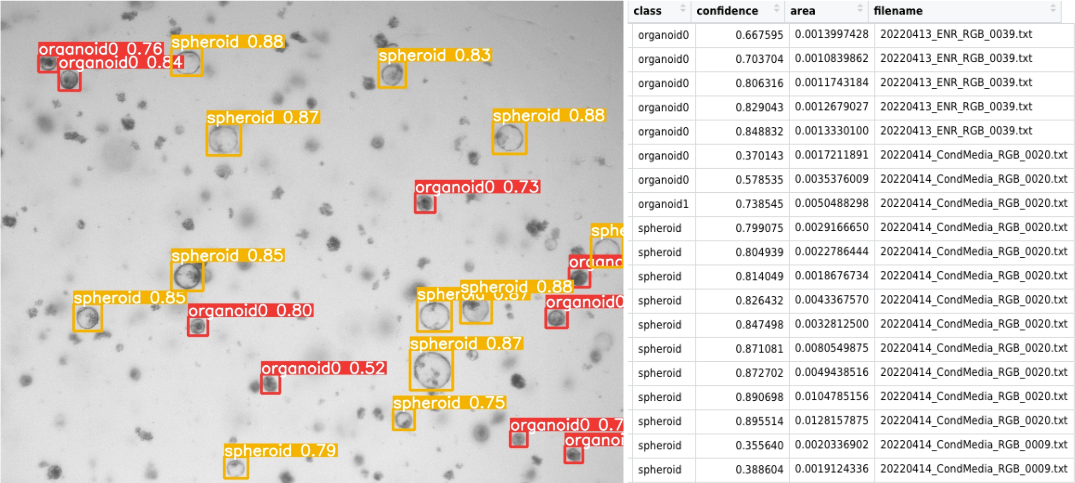 organoid0 0.76
organoid0 0.84
spheroid 0.88
spheroid 0.83
spheroid 0.87
spheroid 0.88
organoid0 0.73
sphe
organo
spheroid 0.85
spheroid 0.85
organoid0 0.80
spher 0.87
spheroid 0.88
organoid0
spheroid 0.87
organoid0 0.52
spheroid 0.75
organoid0 0.7
organoi
spheroid 0.79
class confidence area filename
organoid0 0.667595 0.0013997428 20220413_ENR_RGB_0039.txt
organoid0 0.703704 0.0010839862 20220413_ENR_RGB_0039.txt
organoid0 0.806316 0.0011743184 20220413_ENR_RGB_0039.txt
organoid0 0.829043 0.0012679027 20220413_ENR_RGB_0039.txt
organoid0 0.848832 0.0013330100 20220413_ENR_RGB_0039.txt
organoid0 0.370143 0.0017211891 20220414_CondMedia_RGB_0020.txt
organoid0 0.578535 0.0035376009 20220414_CondMedia_RGB_0020.txt
organoid1 0.738545 0.0050488298 20220414_CondMedia_RGB_0020.txt
spheroid 0.799075 0.0029166650 20220414_CondMedia_RGB_0020.txt
spheroid 0.804939 0.0022786444 20220414_CondMedia_RGB_0020.txt
spheroid 0.814049 0.0018676734 20220414_CondMedia_RGB_0020.txt
spheroid 0.826432 0.0043367570 20220414_CondMedia_RGB_0020.txt
spheroid 0.847498 0.0032812500 20220414_CondMedia_RGB_0020.txt
spheroid 0.871081 0.0080549875 20220414_CondMedia_RGB_0020.txt
spheroid 0.872702 0.0049438516 20220414_CondMedia_RGB_0020.txt
spheroid 0.890698 0.0104785156 20220414_CondMedia_RGB_0020.txt
spheroid 0.895514 0.0128157875 20220414_CondMedia_RGB_0020.txt
spheroid 0.355640 0.0020336902 20220414_CondMedia_RGB_0009.txt
spheroid 0.388604 0.0019124336 20220414_CondMedia_RGB_0009.txt